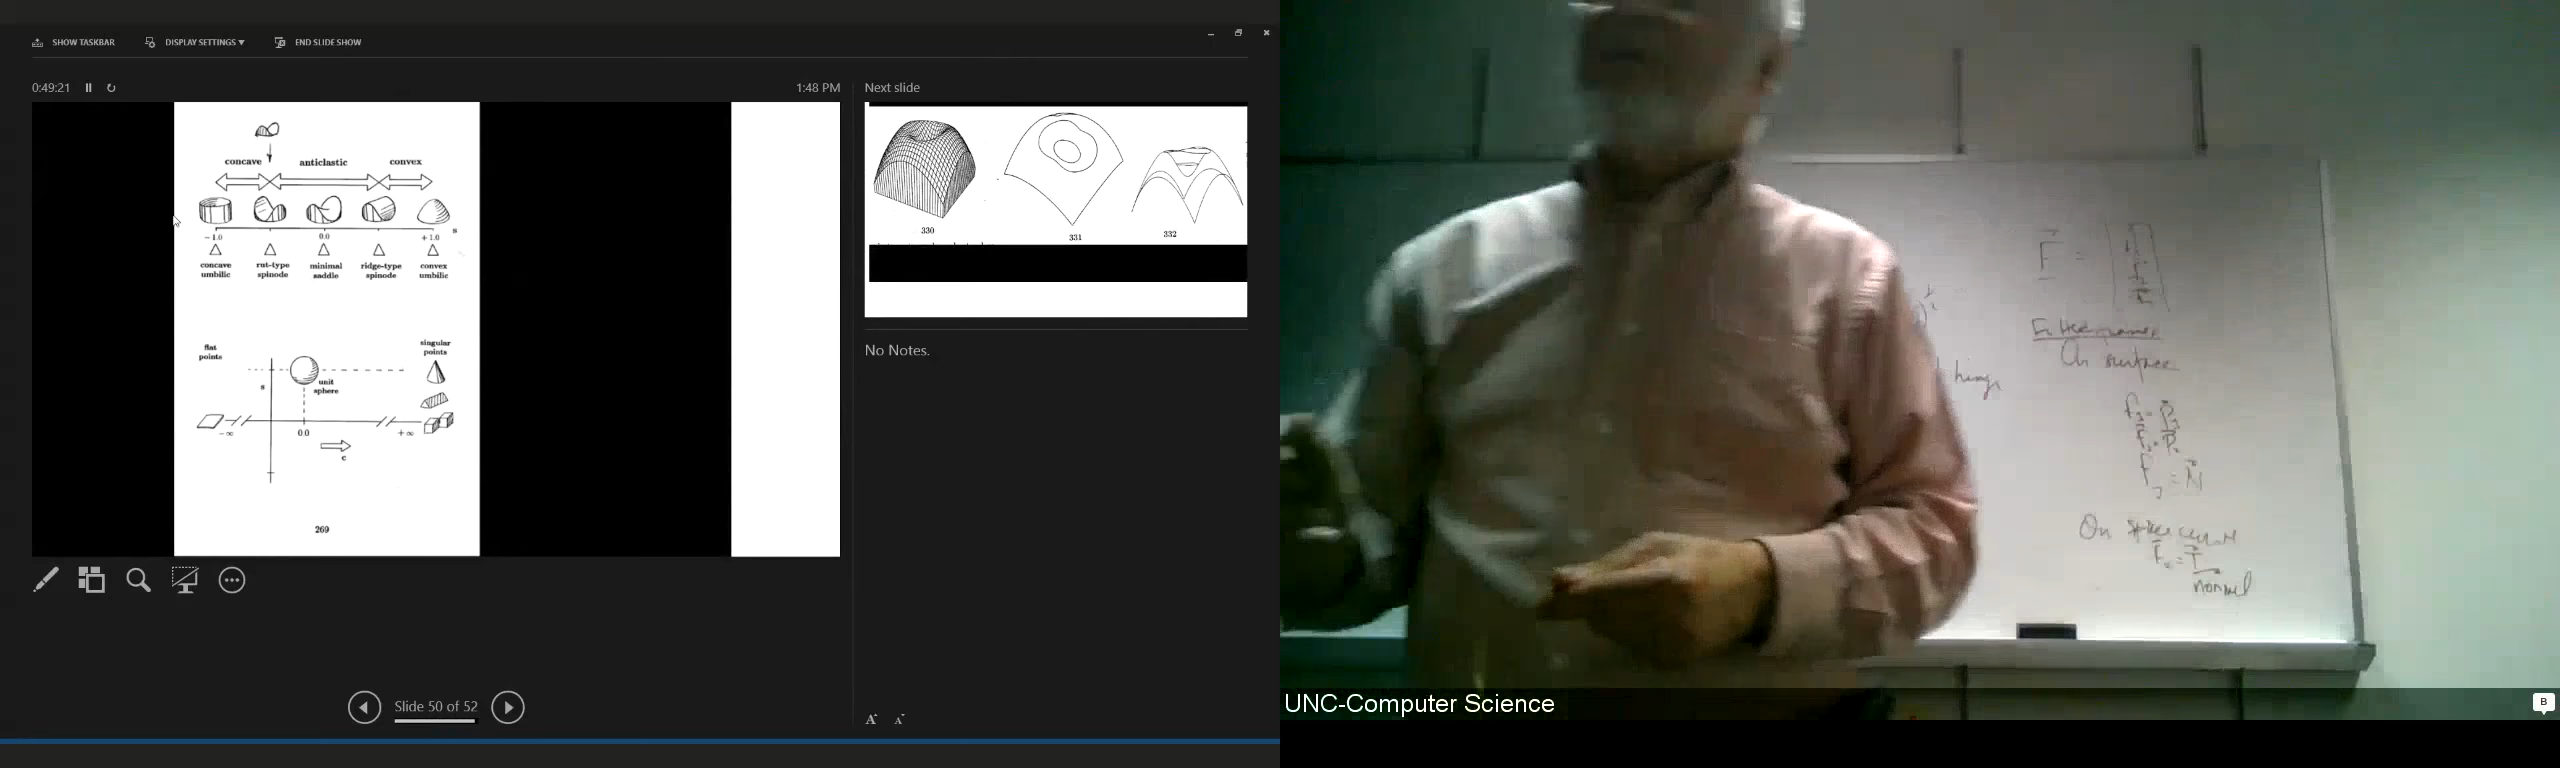 SHOW TASKBAR DISPLAY SETTINGS ▼ END SLIDE SHOW
0:49:21 1:48 PM Next slide
concave anticlastic convex
-1.0 0.0 +1.0 s
concave umbilic rut-type spinode minimal saddle ridge-type spinode convex umbilic
flat points
singular points
s
unit sphere
-∞ 0.0 +∞
c
269
330 331 332
No Notes.
Slide 50 of 52
A A
On surface
normal
UNC-Computer Science
B